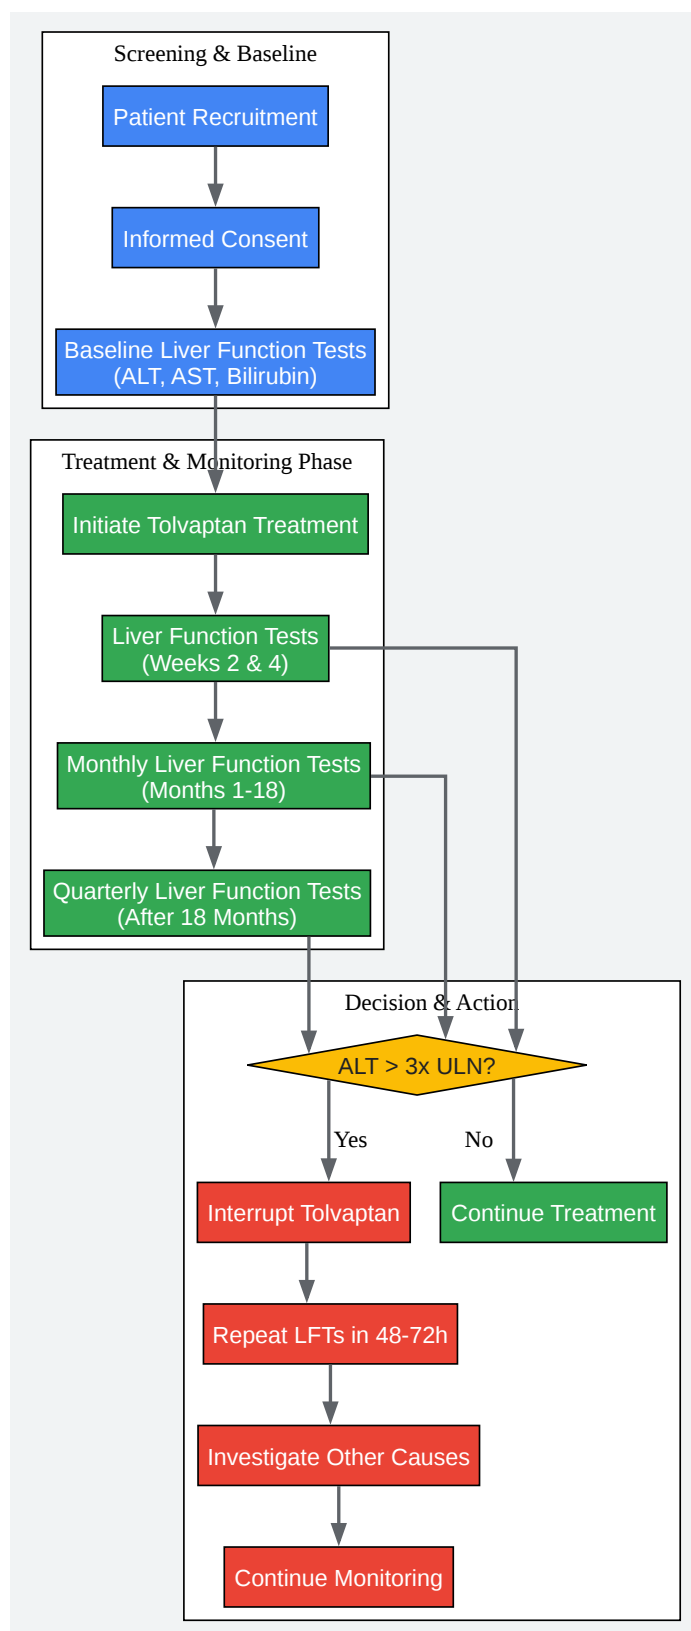 Screening & Baseline
Patient Recruitment
Informed Consent
Baseline Liver Function Tests
(ALT, AST, Bilirubin)
Treatment & Monitoring Phase
Initiate Tolvaptan Treatment
Liver Function Tests
(Weeks 2 & 4)
Monthly Liver Function Tests
(Months 1-18)
Quarterly Liver Function Tests
(After 18 Months)
Decision & Action
ALT > 3x ULN?
Yes
No
Interrupt Tolvaptan
Continue Treatment
Repeat LFTs in 48-72h
Investigate Other Causes
Continue Monitoring